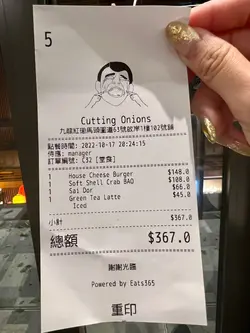 5
Cutting Onions
九龍紅磡馬頭圍道63號啟岸1樓102號舖
點餐時間: 2022-10-17 20:24:15
侍應: manager
訂單編號: C32 [堂食]
1 House Cheese Burger $148.0
1 Soft Shell Crab BAO $108.0
1 Sai Dor $66.0
1 Green Tea Latte $45.0
Iced
小計 $367.0
總額 $367.0
謝謝光臨
Powered by Eats365
重印